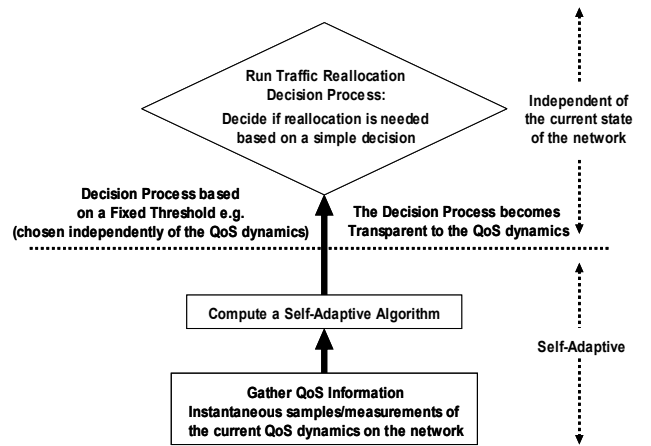 Run Traffic Reallocation
Decision Process:
Decide if reallocation is needed
based on a simple decision
Independent of
the current state
of the network
Decision Process based
on a Fixed Threshold e.g.
(chosen independently of the QoS dynamics)
The Decision Process becomes
Transparent to the QoS dynamics
Compute a Self-Adaptive Algorithm
Self-Adaptive
Gather QoS Information
Instantaneous samples/measurements of
the current QoS dynamics on the network